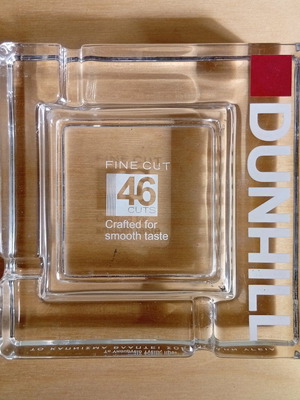 FINE CUT
46
CUTS
Crafted for
smooth taste
DUNHILL